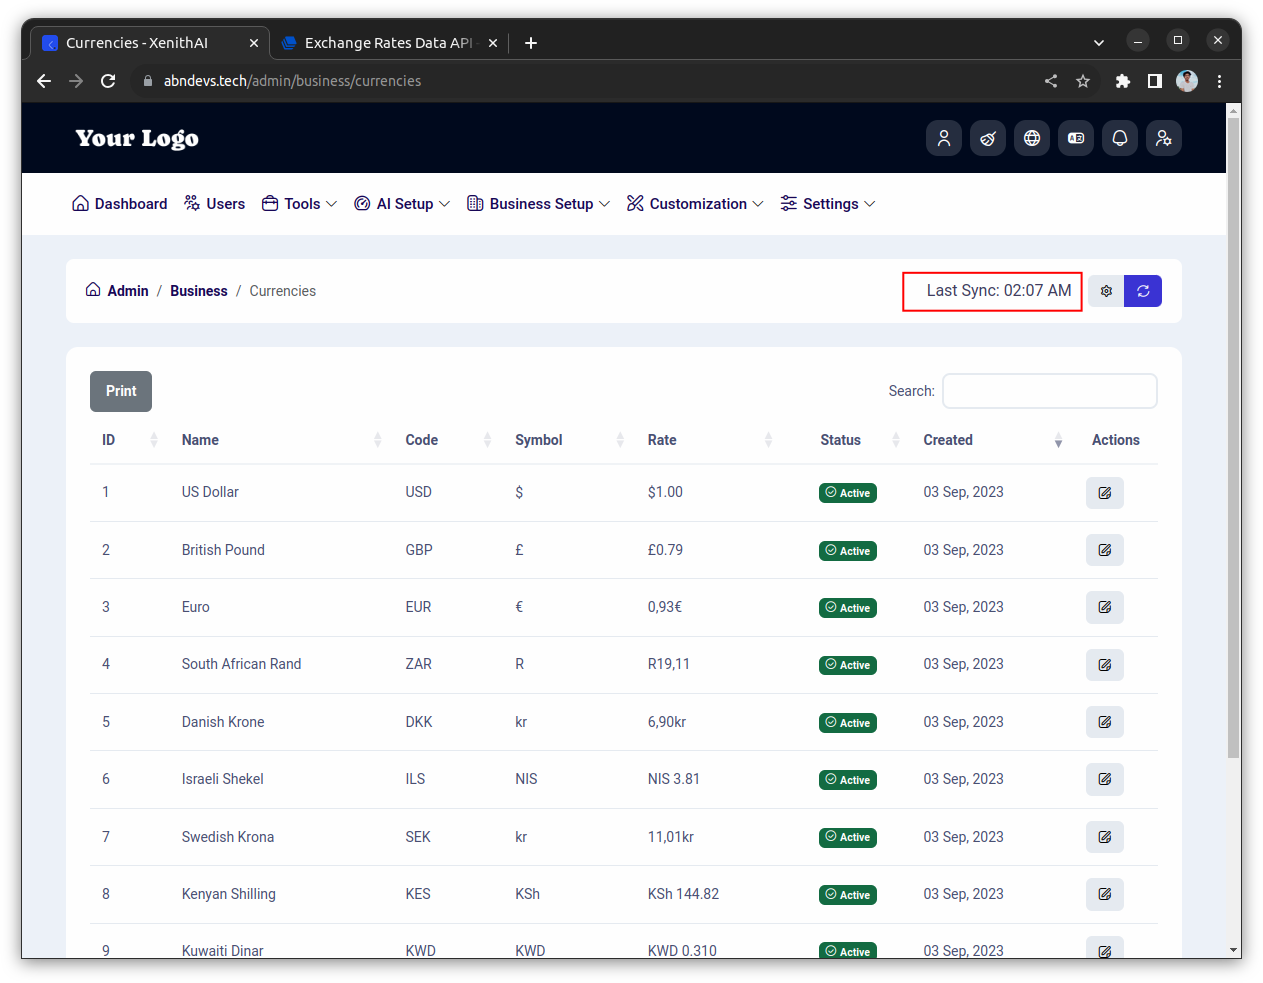 Currencies - XenithAI
Exchange Rates Data API
abndevs.tech/admin/business/currencies
Your Logo
Dashboard Users Tools AI Setup Business Setup Customization Settings
Admin / Business / Currencies Last Sync: 02:07 AM
Print Search:
ID Name Code Symbol Rate Status Created Actions
1 US Dollar USD $ $1.00 Active 03 Sep, 2023
2 British Pound GBP £ £0.79 Active 03 Sep, 2023
3 Euro EUR € 0,93€ Active 03 Sep, 2023
4 South African Rand ZAR R R19,11 Active 03 Sep, 2023
5 Danish Krone DKK kr 6,90kr Active 03 Sep, 2023
6 Israeli Shekel ILS NIS NIS 3.81 Active 03 Sep, 2023
7 Swedish Krona SEK kr 11,01kr Active 03 Sep, 2023
8 Kenyan Shilling KES KSh KSh 144.82 Active 03 Sep, 2023
9 Kuwaiti Dinar KWD KWD KWD 0.310 Active 03 Sep, 2023